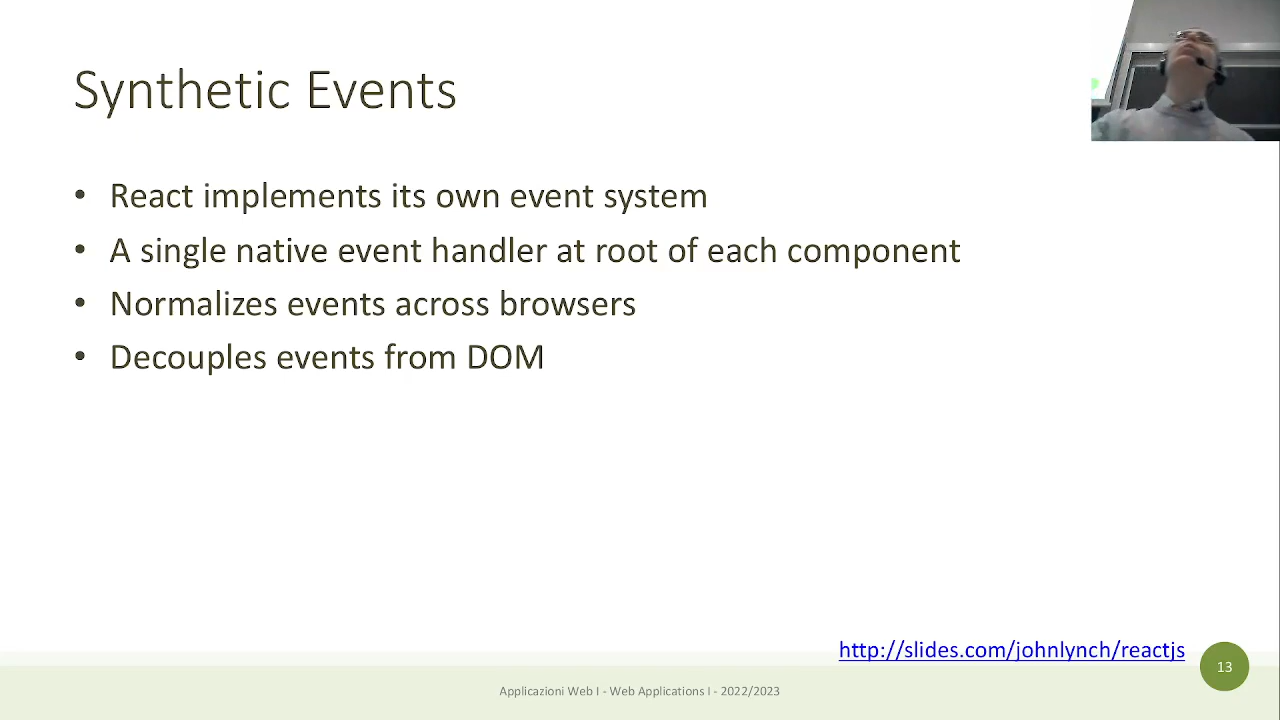 Synthetic Events
• React implements its own event system
• A single native event handler at root of each component
• Normalizes events across browsers
• Decouples events from DOM
http://slides.com/johnlynch/reactjs
13
Applicazioni Web I - Web Applications I - 2022/2023